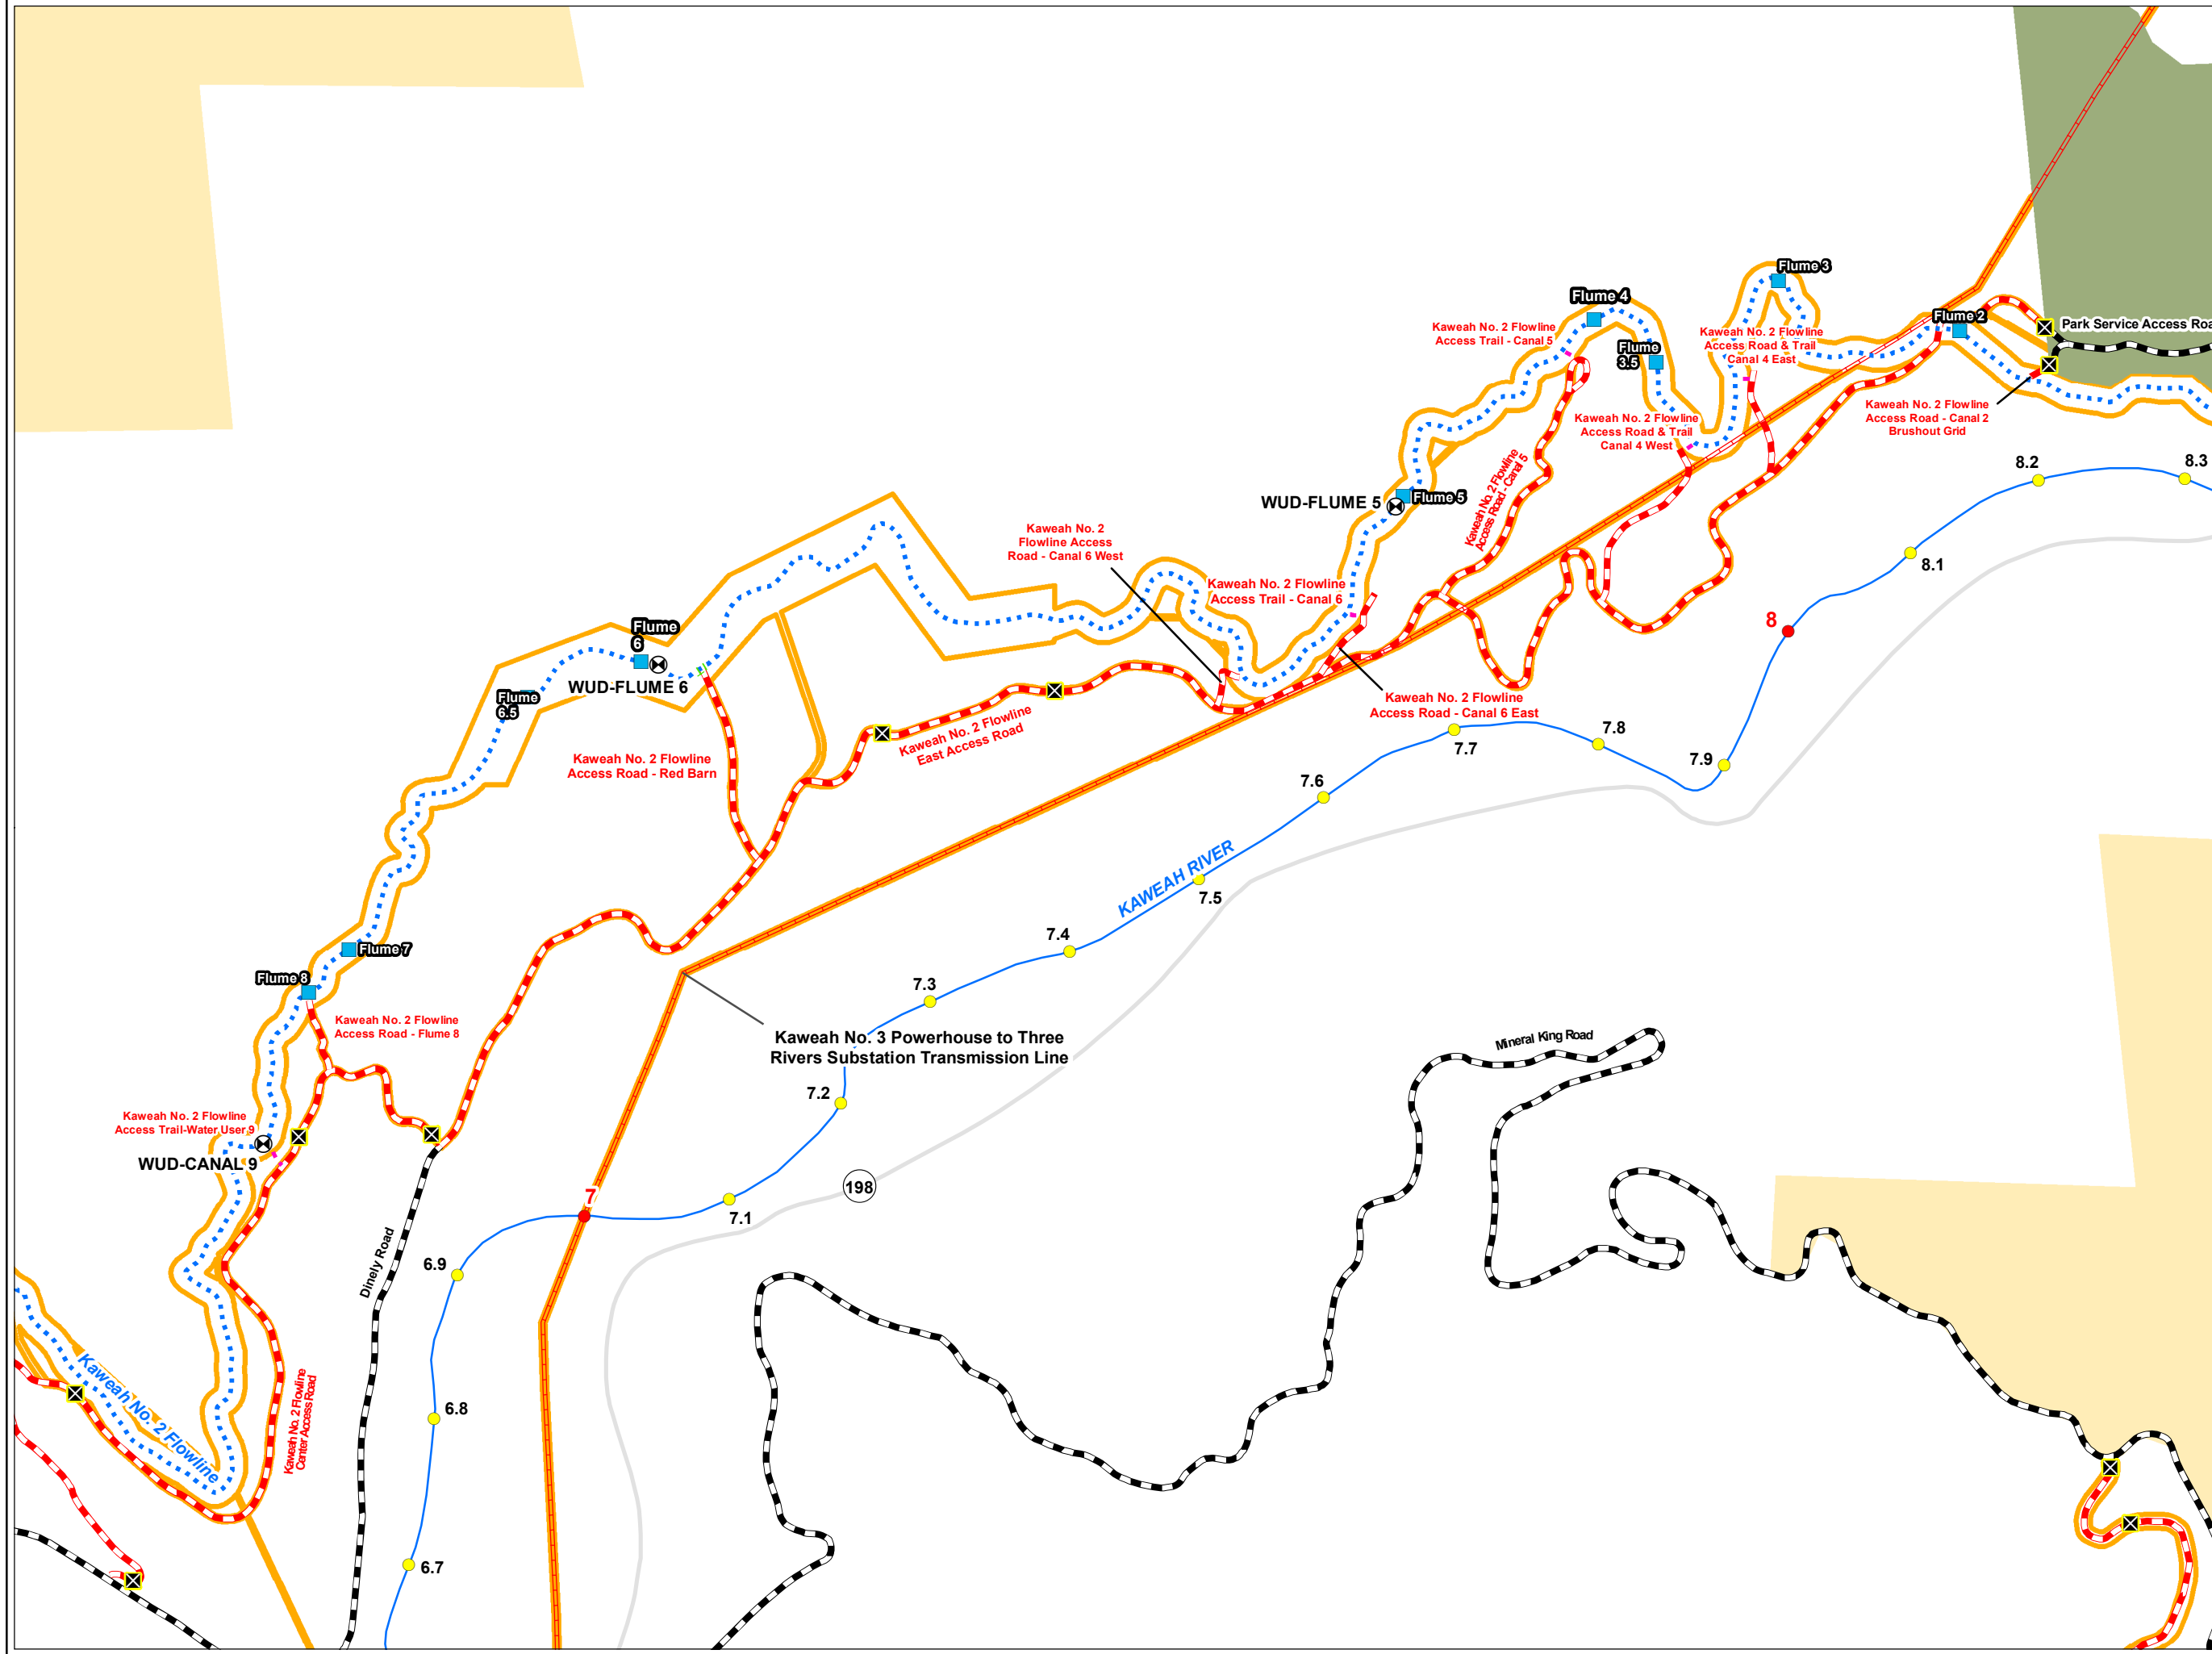 Flume 3
Flume 4
Flume 2
Park Service Access Roa
Kaweah No. 2 Flowline
Access Trail - Canal 5
Flume
3.5
Kaweah No. 2 Flowline
Access Road & Trail
Canal 4 East
Kaweah No. 2 Flowline
Access Road & Trail
Canal 4 West
Kaweah No. 2 Flowline
Access Road - Canal 2
Brushout Grid
Kaweah No. 2 Flowline
Access Road - Canal 5
8.2
8.3
WUD-FLUME 5
Flume 5
Kaweah No. 2
Flowline Access
Road - Canal 6 West
8.1
Kaweah No. 2 Flowline
Access Trail - Canal 6
8
Flume
6
WUD-FLUME 6
Flume
6.5
Kaweah No. 2 Flowline
Access Road - Canal 6 East
Kaweah No. 2 Flowline
East Access Road
Kaweah No. 2 Flowline
Access Road - Red Barn
7.8
7.7
7.9
7.6
KAWEAH RIVER
7.5
7.4
Flume 7
Flume 8
7.3
Kaweah No. 2 Flowline
Access Road - Flume 8
Kaweah No. 3 Powerhouse to Three
Rivers Substation Transmission Line
Mineral King Road
7.2
Kaweah No. 2 Flowline
Access Trail-Water User 9
WUD-CANAL 9
198
7
7.1
Dinely Road
6.9
Kaweah No. 2 Flowline
Kaweah No. 2 Flowline
Center Access Road
6.8
6.7